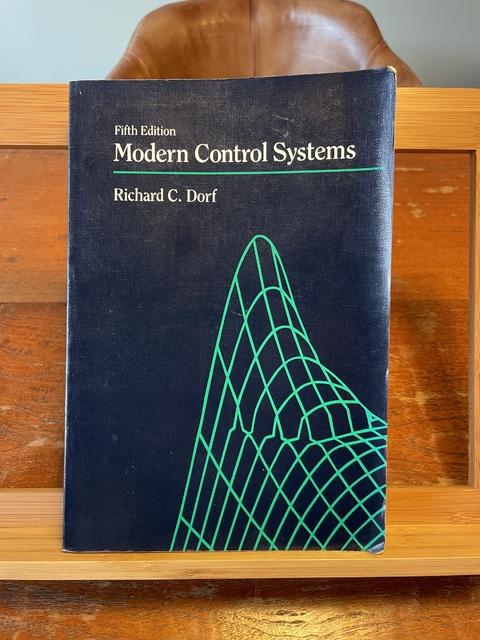 Fifth Edition
Modern Control Systems
Richard C. Dorf